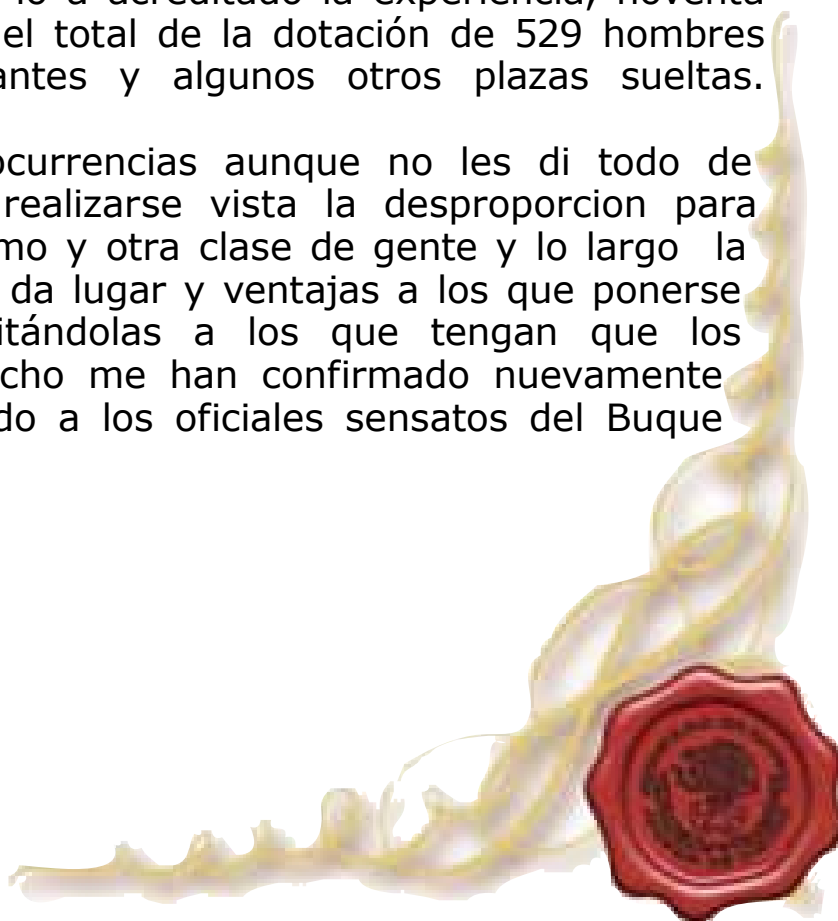 lo a acreditado la experiencia, noventa
el total de la dotación de 529 hombres
antes y algunos otros plazas sueltas.
ocurrencias aunque no les di todo de
realizarse vista la desproporcion para
mo y otra clase de gente y lo largo la
da lugar y ventajas a los que ponerse
itándolas a los que tengan que los
cho me han confirmado nuevamente
do a los oficiales sensatos del Buque